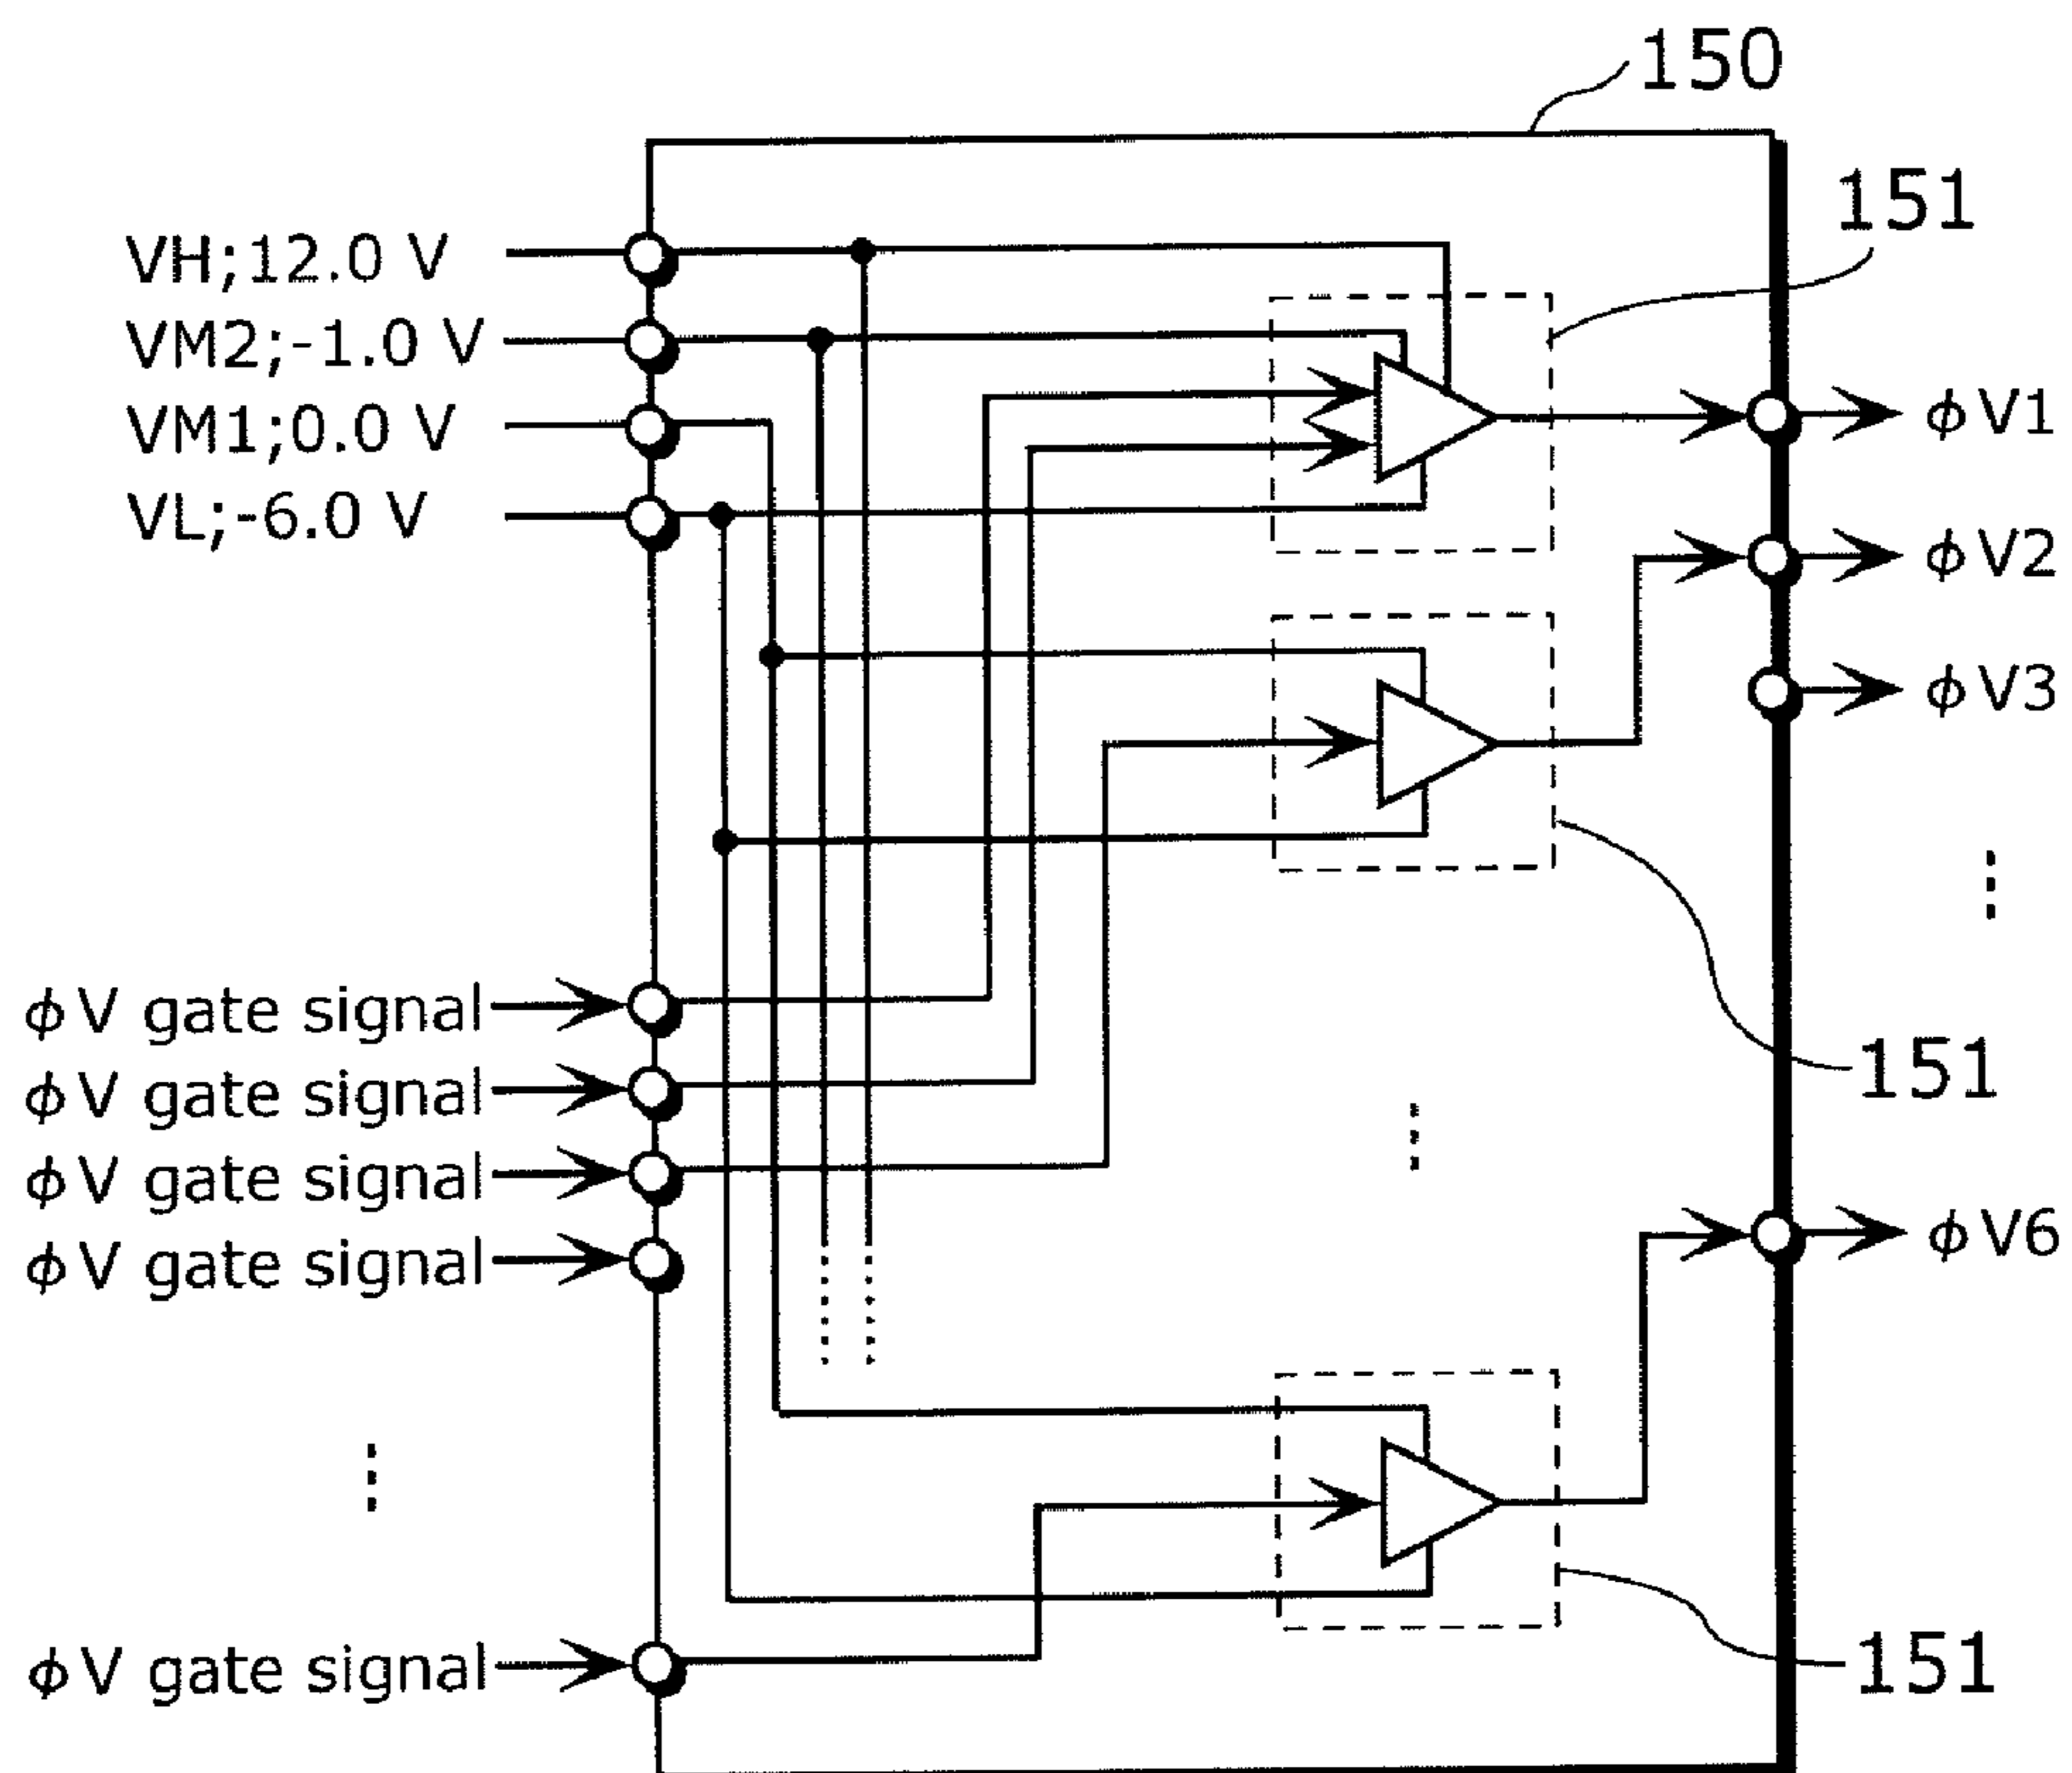 150
151
VH;12.0 V
VM2;-1.0 V
VM1;0.0 V
VL;-6.0 V
ϕV1
ϕV2
ϕV3
ϕV gate signal
ϕV gate signal
151
ϕV gate signal
ϕV gate signal
ϕV6
ϕV gate signal
151